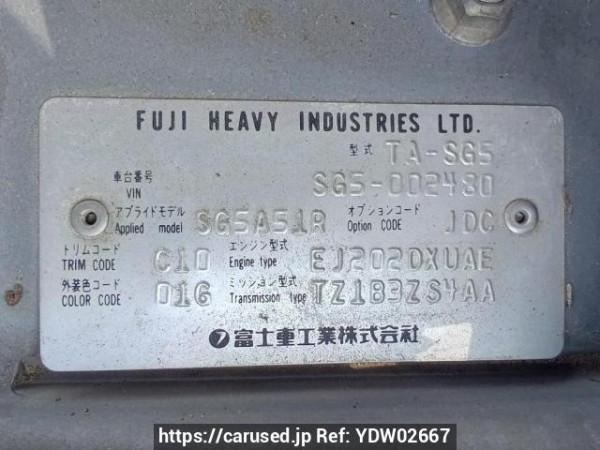 FUJI HEAVY INDUSTRIES LTD.
型式 TA-SG5
車台番号 VIN SG5-002480
アプライドモデル Applied model SG5A51R オプションコード Option CODE JDC
トリムコード TRIM CODE C10 エンジン型式 Engine type EJ202DXUAE
外装色コード COLOR CODE 01G ミッション型式 Transmission type TZ1B3ZS4AA
富士重工業株式会社
https://carused.jp Ref: YDW02667